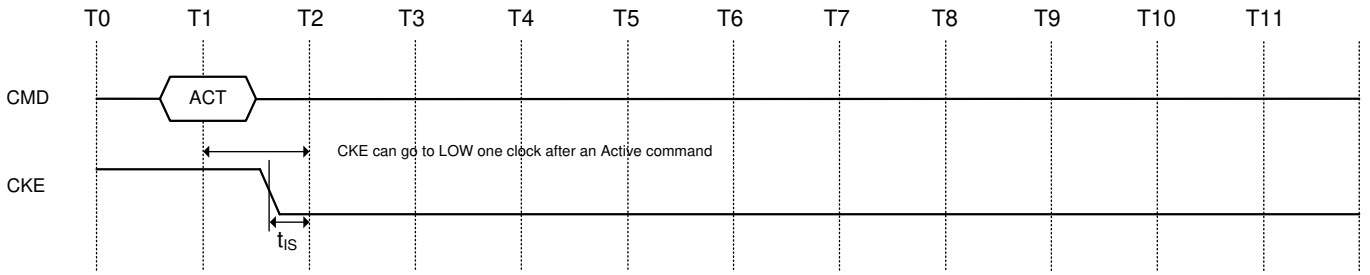 T0 T1 T2 T3 T4 T5 T6 T7 T8 T9 T10 T11
CMD ACT
CKE can go to LOW one clock after an Active command
CKE
tIS